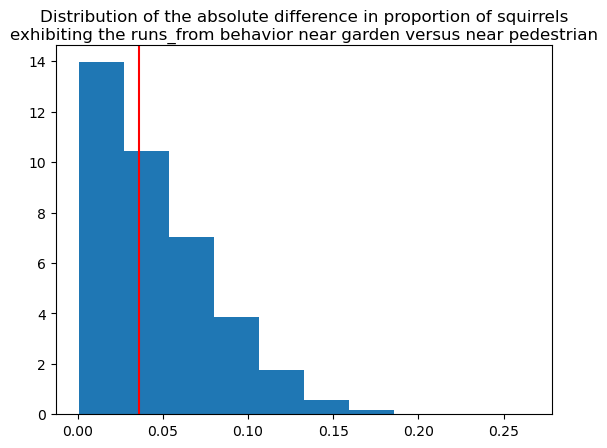 Distribution of the absolute difference in proportion of squirrels
exhibiting the runs_from behavior near garden versus near pedestrian
14
12
10
8
6
4
2
0
0.00 0.05 0.10 0.15 0.20 0.25